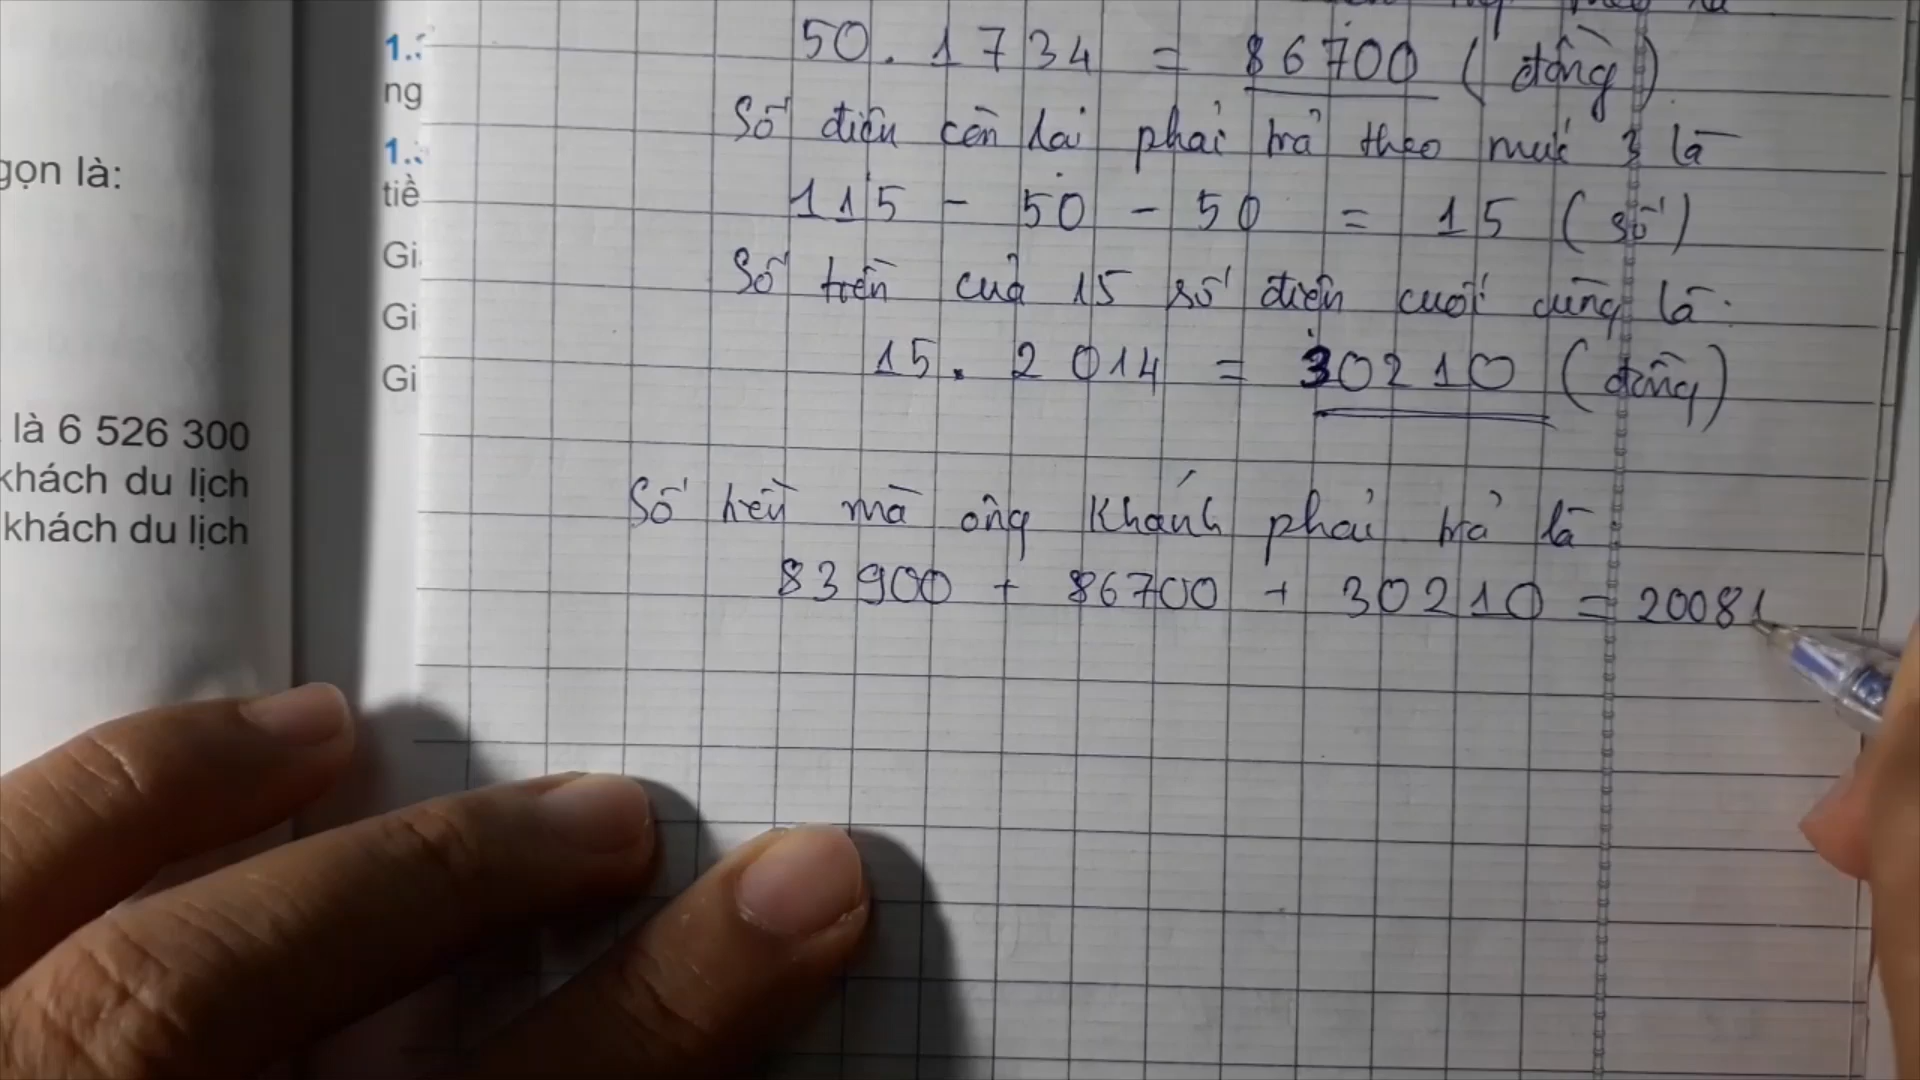 gọn là:
là 6 526 300
khách du lịch
khách du lịch
1.
ng
1.
tiề
Gi
Gi
Gi
50 . 1734 = 86700 (đồng)
Số điện còn lại phải trả theo mức 3 là
115 - 50 - 50 = 15 (số)
Số tiền của 15 số điện cuối cùng là:
15 . 2014 = 30210 (đồng)
Số tiền mà ông Khánh phải trả là
83900 + 86700 + 30210 = 20081